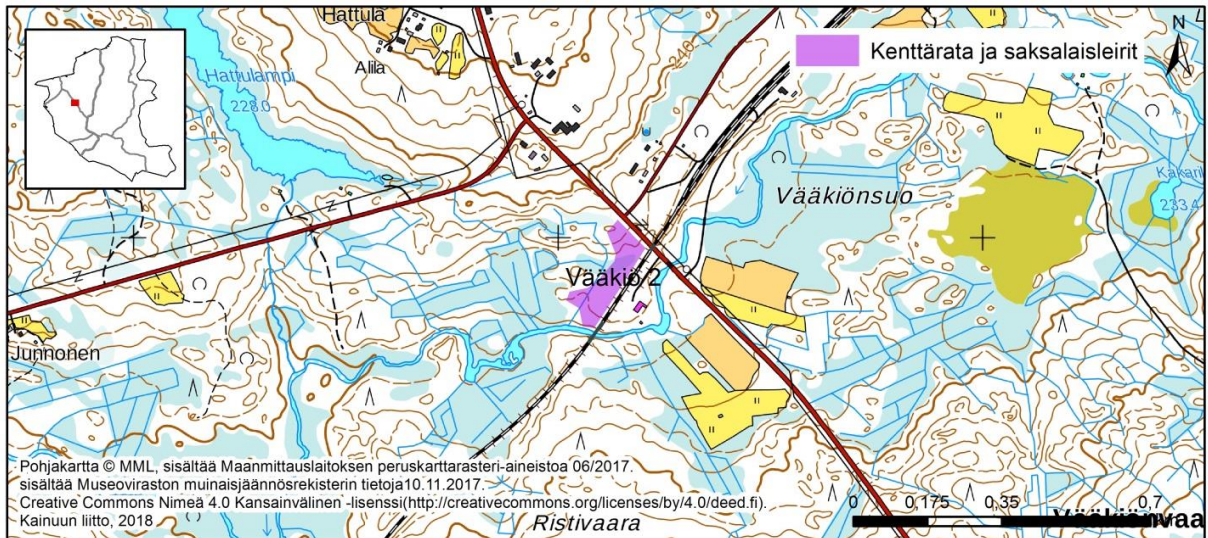 Hattula
Alila
Hattulampi
228.0
240
Kenttärata ja saksalaisleirit
N
Vääkiönsuo
233.4
Vääkiö 2
Junnonen
Pohjakartta © MML, sisältää Maanmittauslaitoksen peruskarttarasteri-aineistoa 06/2017.
sisältää Museoviraston muinaisjäännösrekisterin tietoja10.11.2017.
Creative Commons Nimeä 4.0 Kansainvälinen -lisenssi(http://creativecommons.org/licenses/by/4.0/deed.fi).
Kainuun liitto, 2018
Ristivaara
0 0,175 0,35 0,7
Vääkiönvaa